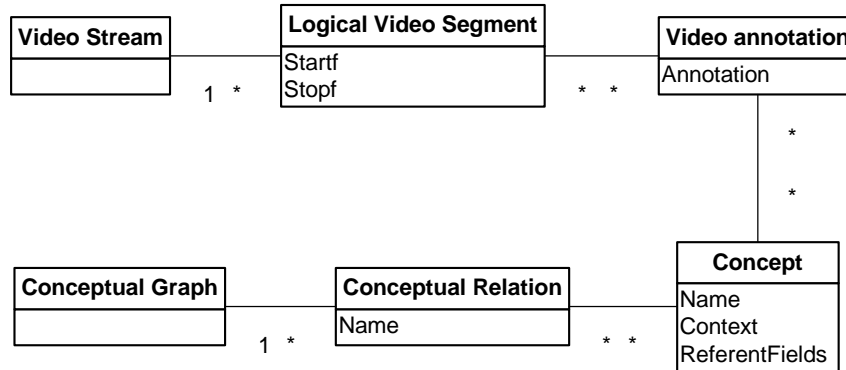 Video Stream
Logical Video Segment
Startf
Stopf
Video annotation
Annotation
1 *
* *
*
*
Conceptual Graph
Conceptual Relation
Name
Concept
Name
Context
ReferentFields
1 *
* *